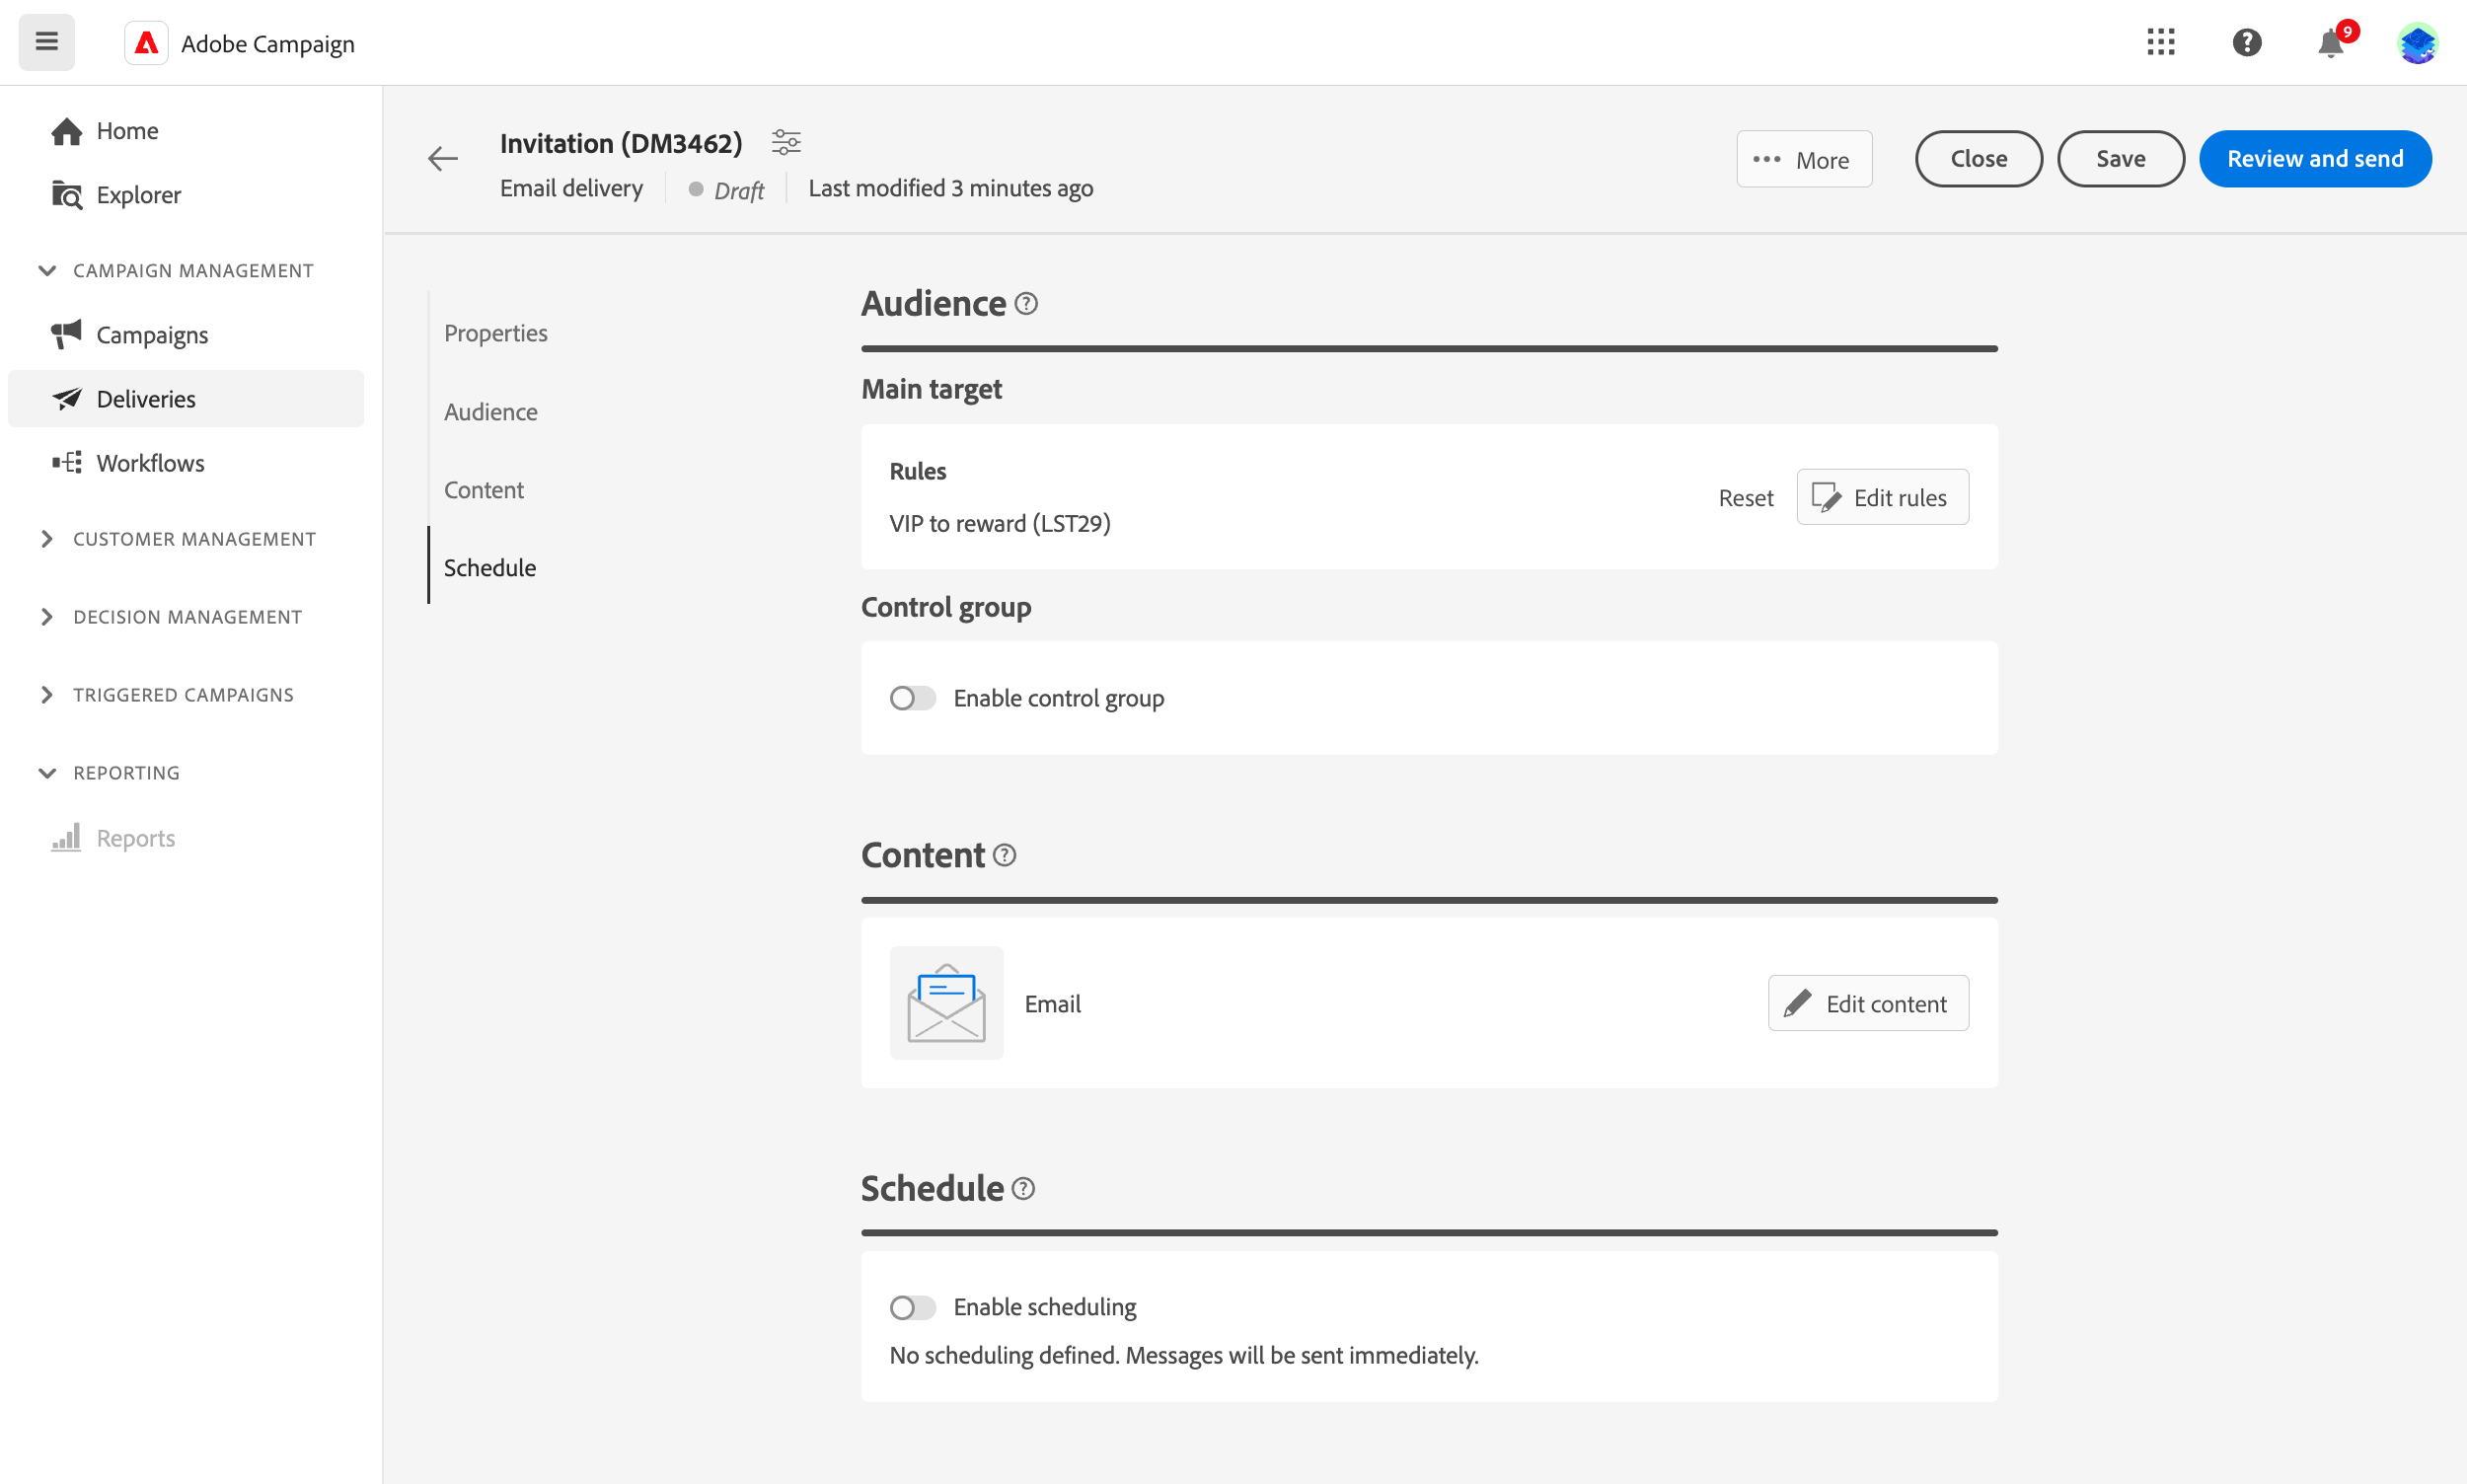 Adobe Campaign
9
Home
Explorer
CAMPAIGN MANAGEMENT
Campaigns
Deliveries
Workflows
CUSTOMER MANAGEMENT
DECISION MANAGEMENT
TRIGGERED CAMPAIGNS
REPORTING
Reports
Invitation (DM3462)
Email delivery
Draft
Last modified 3 minutes ago
More
Close
Save
Review and send
Properties
Audience
Content
Schedule
Audience
Main target
Rules
VIP to reward (LST29)
Reset
Edit rules
Control group
Enable control group
Content
Email
Edit content
Schedule
Enable scheduling
No scheduling defined. Messages will be sent immediately.